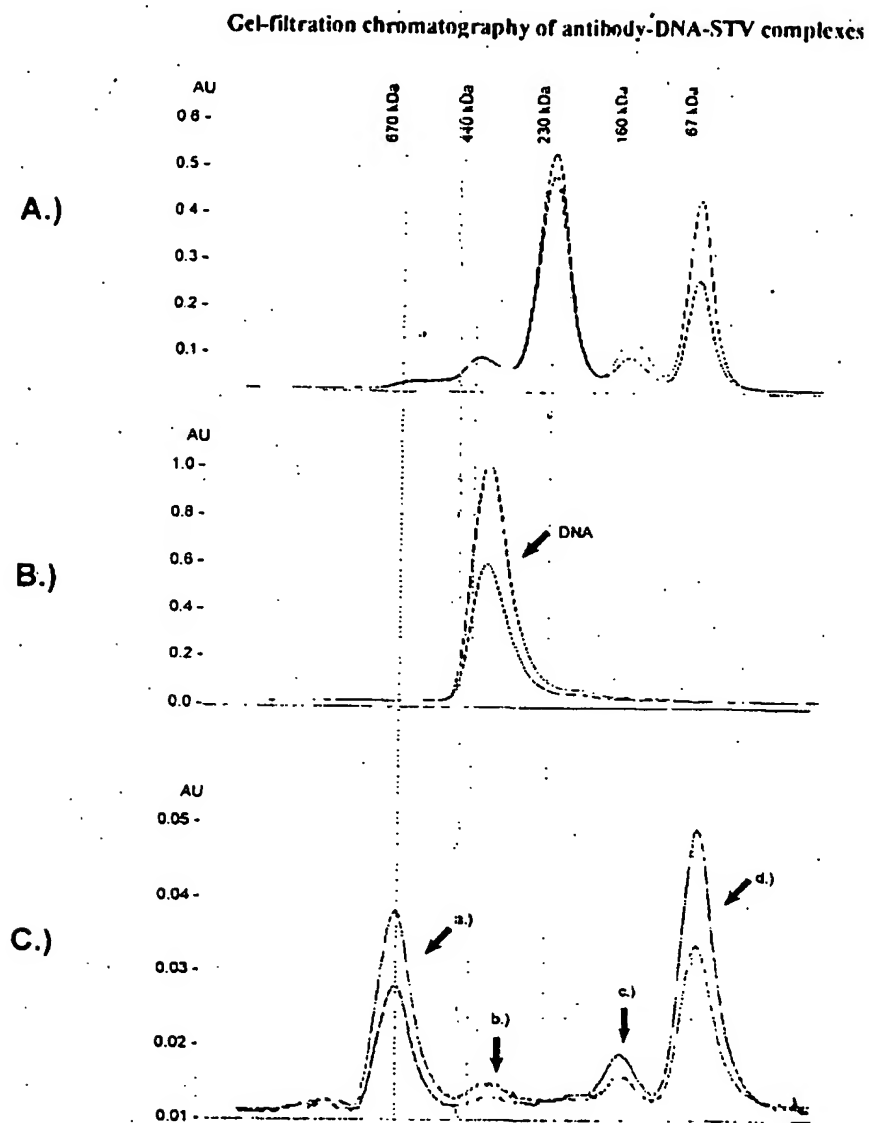 Gel-filtration chromatography of antibody-DNA-STV complexes
A.)
AU
0.6 -
0.5 -
0.4 -
0.3 -
0.2 -
0.1 -
670 kDa
440 kDa
230 kDa
160 kDa
67 kDa
B.)
AU
1.0 -
0.8 -
0.6 -
0.4 -
0.2 -
0.0 -
DNA
C.)
AU
0.05 -
0.04 -
0.03 -
0.02 -
0.01 -
a.)
b.)
c.)
d.)